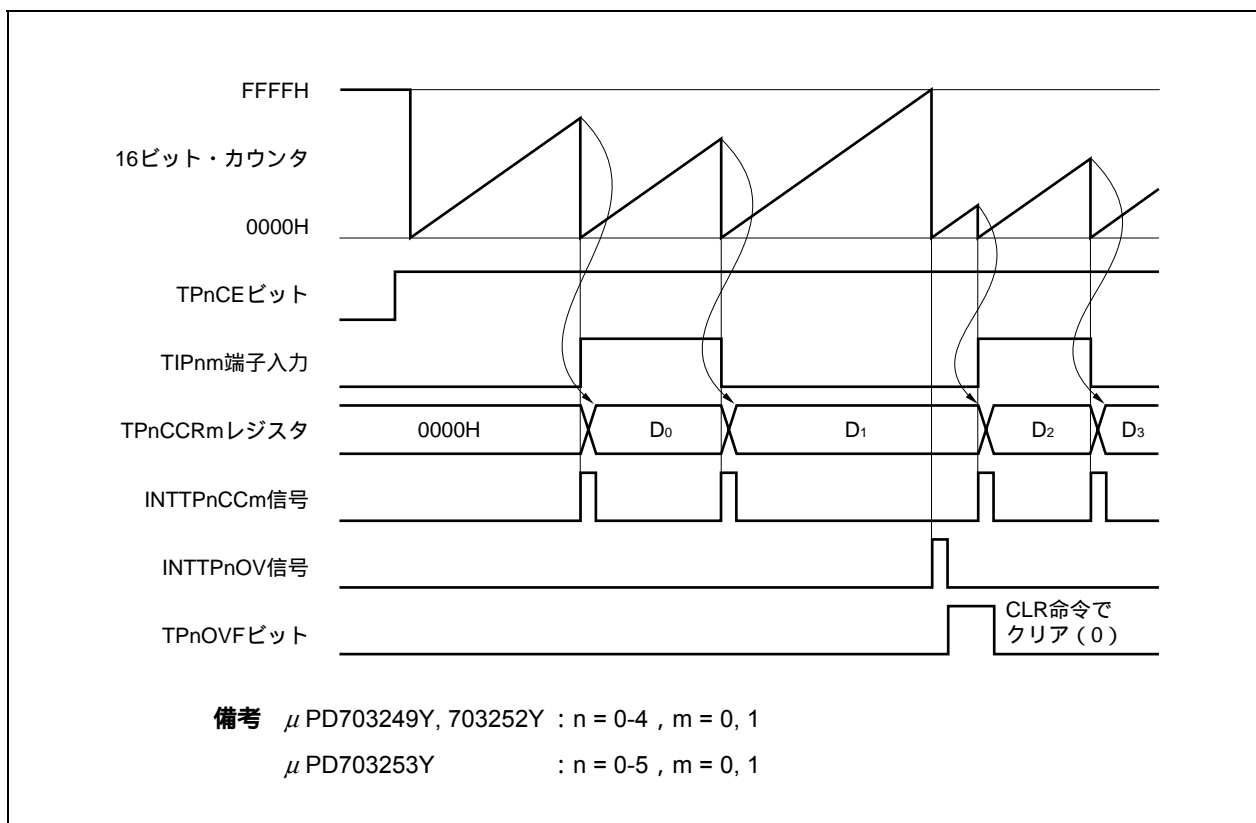 FFFFH
16ビット・カウンタ
0000H
TPnCEビット
TIPnm端子入力
TPnCCRmレジスタ
0000H
D0
D1
D2
D3
INTTPnCCm信号
INTTPnOV信号
TPnOVFビット
CLR命令で
クリア(0)
備考 μPD703249Y, 703252Y : n = 0-4 , m = 0, 1
μPD703253Y : n = 0-5 , m = 0, 1